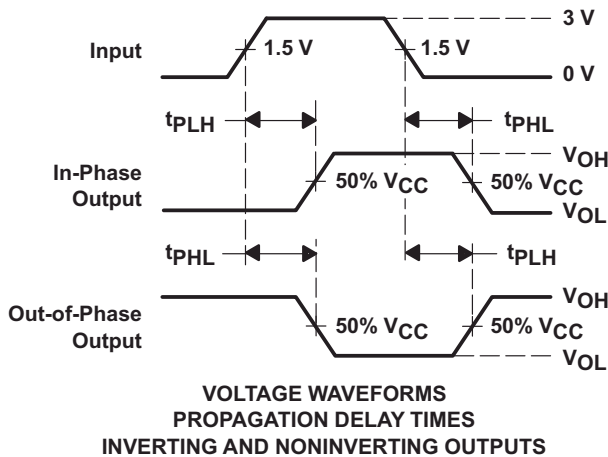 3 V
Input 1.5 V 1.5 V
0 V
tPLH tPHL
VOH
In-Phase
Output
50% VCC 50% VCC
VOL
tPHL tPLH
VOH
Out-of-Phase
Output
50% VCC 50% VCC
VOL
VOLTAGE WAVEFORMS
PROPAGATION DELAY TIMES
INVERTING AND NONINVERTING OUTPUTS